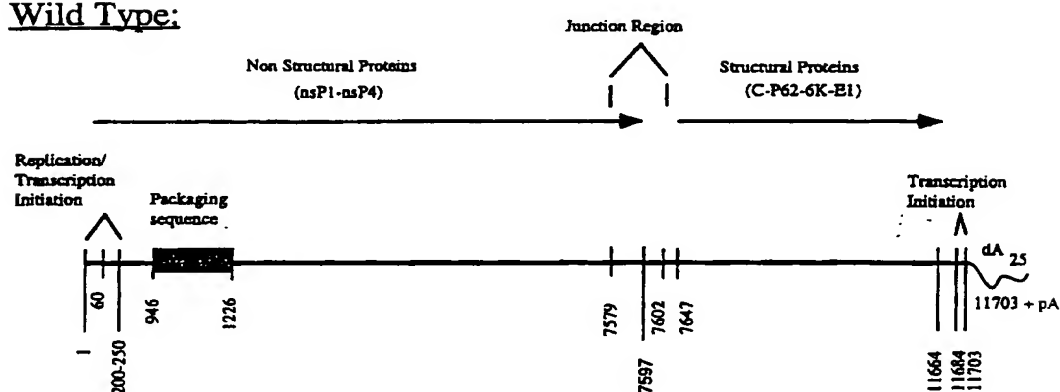 Wild Type:
Junction Region
Non Structural Proteins
(nsP1-nsP4)
Structural Proteins
(C-P62-6K-E1)
Replication/
Transcription
Initiation
Packaging
sequence
Transcription
Initiation
dA 25
11703 + pA
1
60
200-250
946
1226
7579
7597
7602
7647
11664
11684
11703